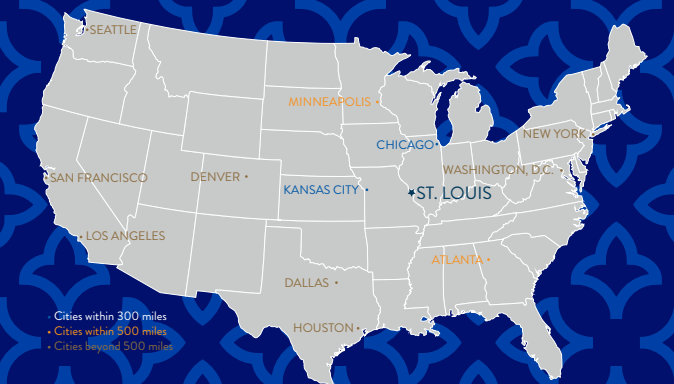 SEATTLE
MINNEAPOLIS
NEW YORK
CHICAGO
WASHINGTON, D.C.
SAN FRANCISCO
DENVER
KANSAS CITY
ST. LOUIS
LOS ANGELES
ATLANTA
DALLAS
Cities within 300 miles
HOUSTON
Cities within 500 miles
Cities beyond 500 miles